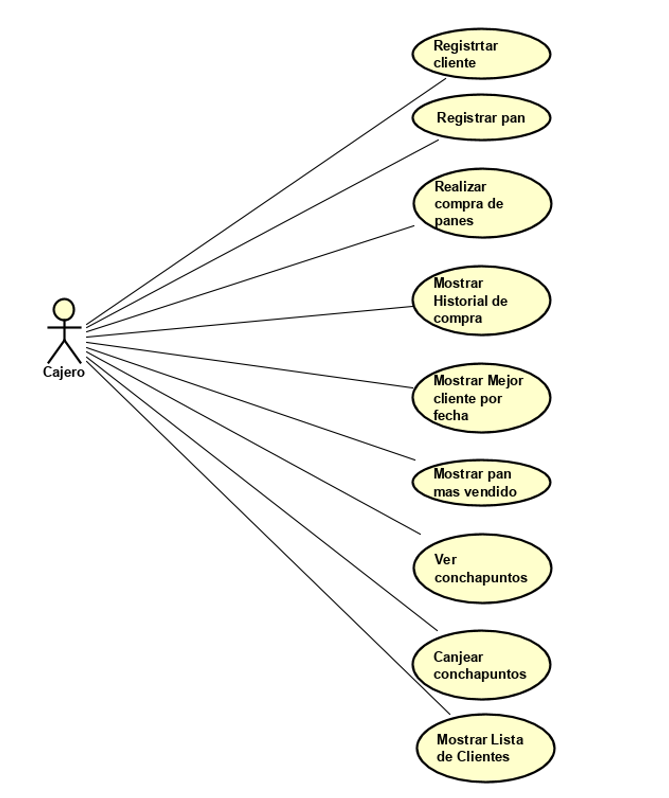 Registrtar
cliente
Registrar pan
Realizar
compra de
panes
Mostrar
Historial de
compra
Cajero
Mostrar Mejor
cliente por
fecha
Mostrar pan
mas vendido
Ver
conchapuntos
Canjear
conchapuntos
Mostrar Lista
de Clientes